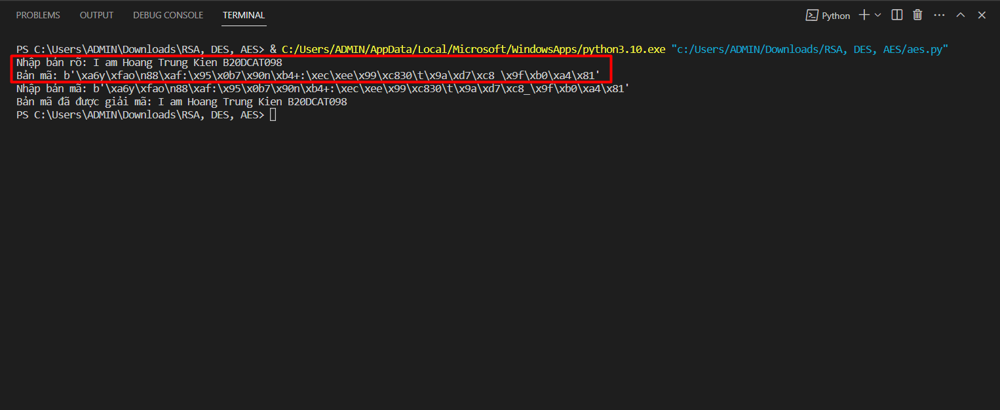 PROBLEMS OUTPUT DEBUG CONSOLE TERMINAL Python
PS C:\Users\ADMIN\Downloads\RSA, DES, AES> & C:/Users/ADMIN/AppData/Local/Microsoft/WindowsApps/python3.10.exe "c:/Users/ADMIN/Downloads/RSA, DES, AES/aes.py"
Nhập bản rõ: I am Hoang Trung Kien B20DCAT098
Bản mã: b'\xa6y\xfao\n88\xaf:\x95\x0b7\x90n\xb4+:\xec\xee\x99\xc830\t\x9a\xd7\xc8_\x9f\xb0\xa4\x81'
Nhập bản mã: b'\xa6y\xfao\n88\xaf:\x95\x0b7\x90n\xb4+:\xec\xee\x99\xc830\t\x9a\xd7\xc8_\x9f\xb0\xa4\x81'
Bản mã đã được giải mã: I am Hoang Trung Kien B20DCAT098
PS C:\Users\ADMIN\Downloads\RSA, DES, AES>